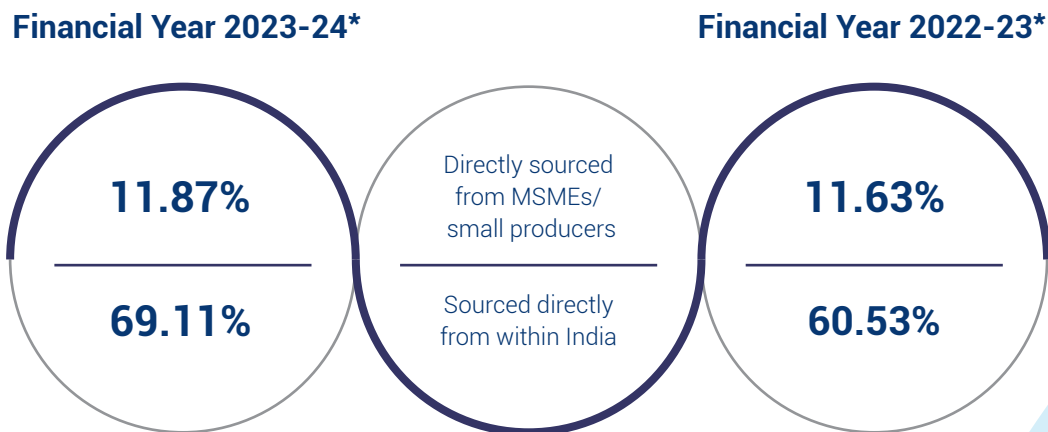 Financial Year 2023-24*
Financial Year 2022-23*
11.87%
Directly sourced
from MSMEs/
small producers
11.63%
69.11%
Sourced directly
from within India
60.53%